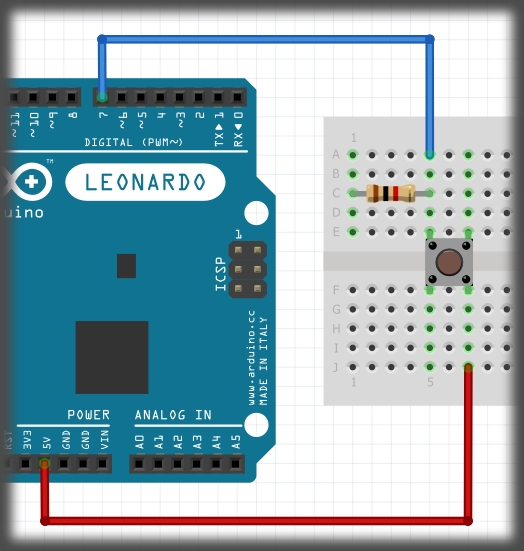 ~11 ~10 ~9 8 7 ~6 ~5 4 ~3 2 TX▶1 RX◀0
DIGITAL (PWM~)
TM
LEONARDO
uino
1
ICSP
www.arduino.cc
MADE IN ITALY
POWER ANALOG IN
RST 3V3 5V GND GND VIN A0 A1 A2 A3 A4 A5
1
A
B
C
D
E
F
G
H
I
J
1 5